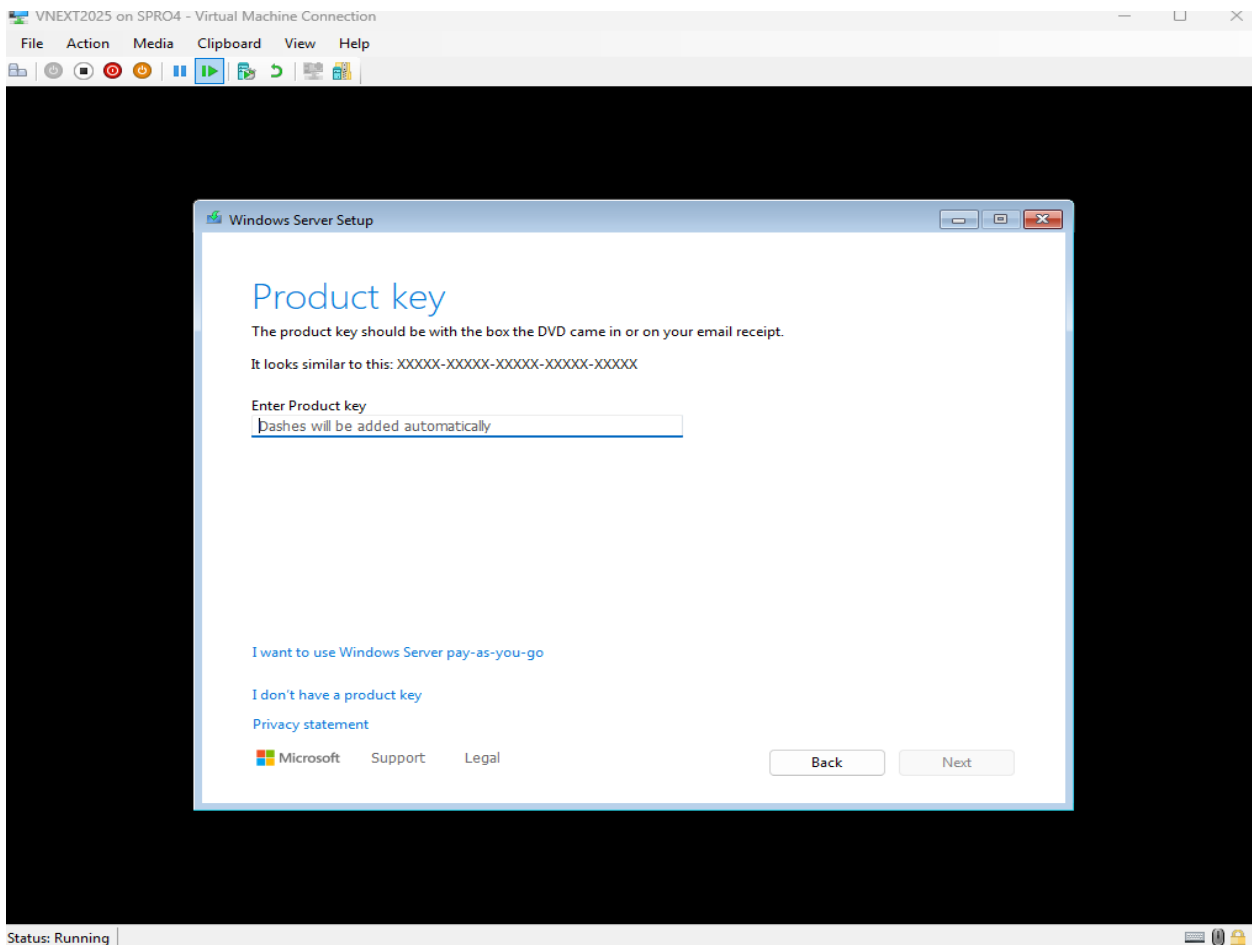 VNEXT2025 on SPRO4 - Virtual Machine Connection
File Action Media Clipboard View Help
Windows Server Setup
Product key
The product key should be with the box the DVD came in or on your email receipt.
It looks similar to this: XXXXX-XXXXX-XXXXX-XXXXX-XXXXX
Enter Product key
Dashes will be added automatically
I want to use Windows Server pay-as-you-go
I don't have a product key
Privacy statement
Microsoft Support Legal
Back Next
Status: Running